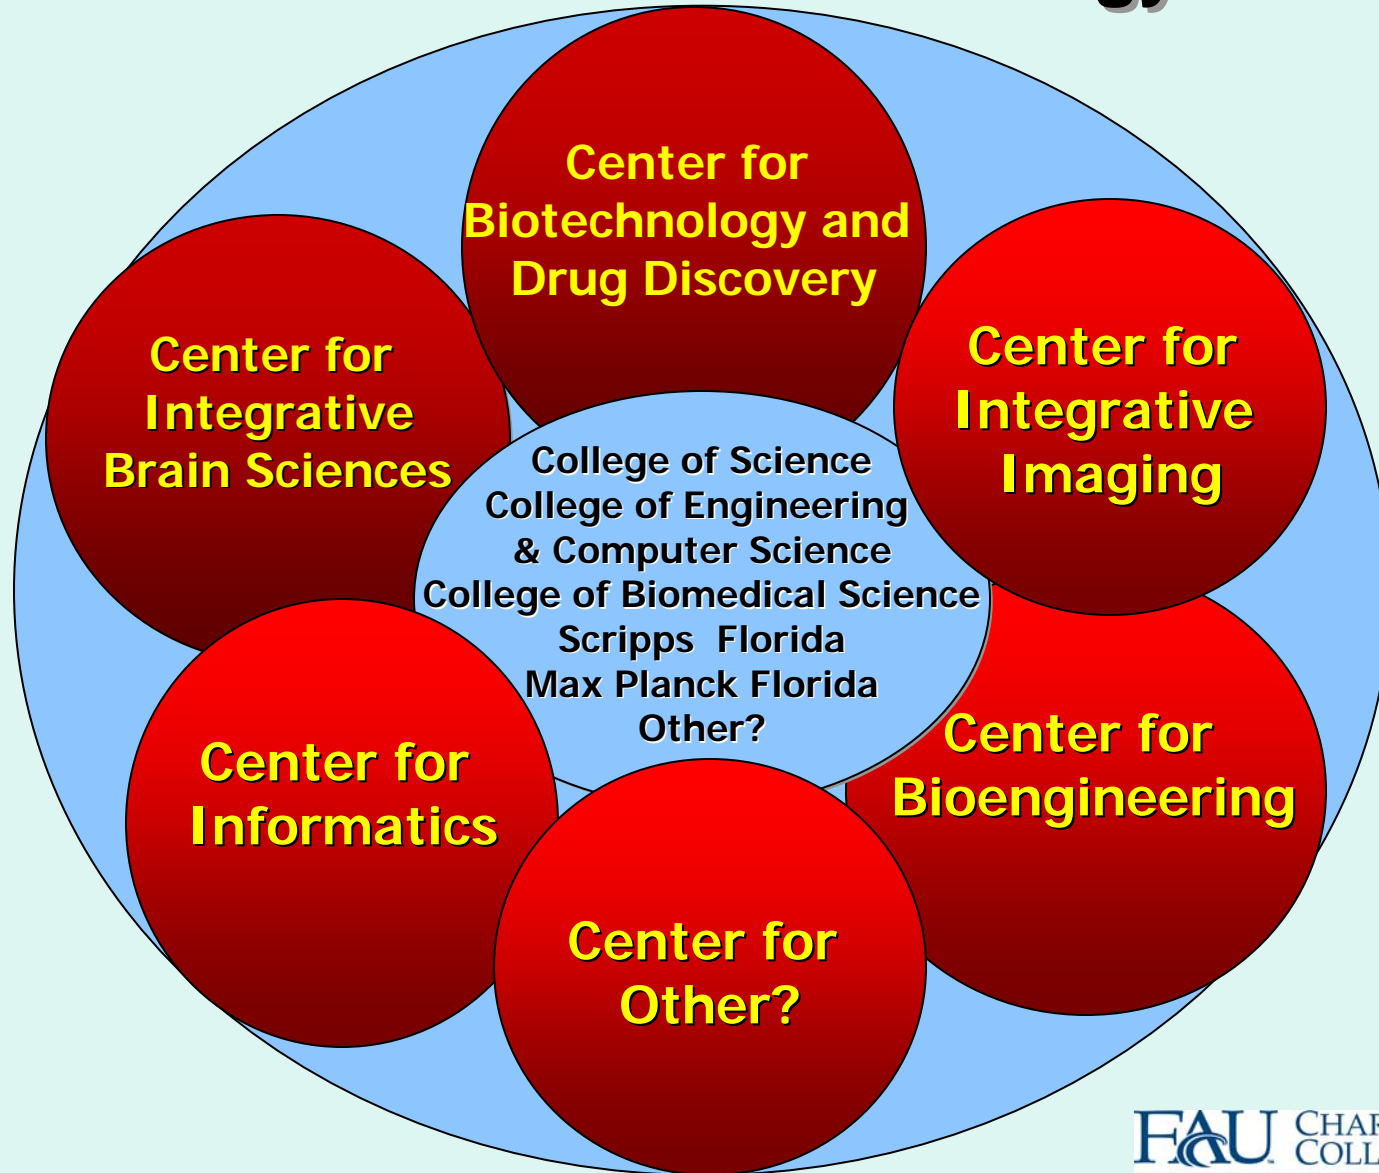 Center for
Biotechnology and
Drug Discovery
Center for
Integrative
Brain Sciences
Center for
Integrative
Imaging
College of Science
College of Engineering
& Computer Science
College of Biomedical Science
Scripps Florida
Max Planck Florida
Other?
Center for
Informatics
Center for
Bioengineering
Center for
Other?
FAU